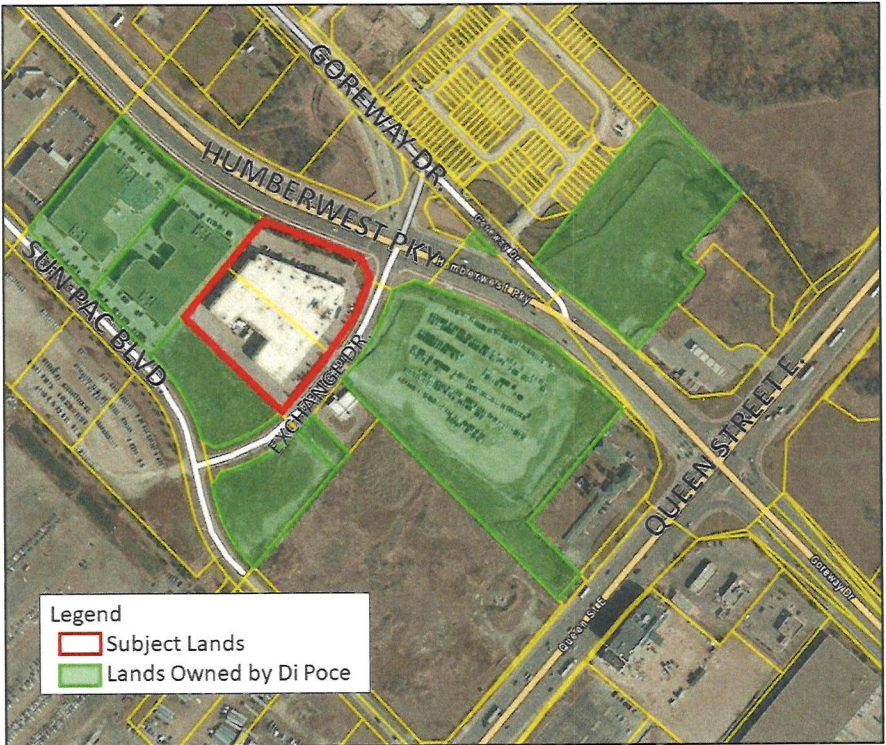 GOREWAY DR
HUMBERWEST PKY
Goreway Dr
Humberwest Pky
SUN PAC BLVD
EXCHANGE DR
QUEEN STREET E.
Goreway Dr
Queen St E
Legend
Subject Lands
Lands Owned by Di Poce